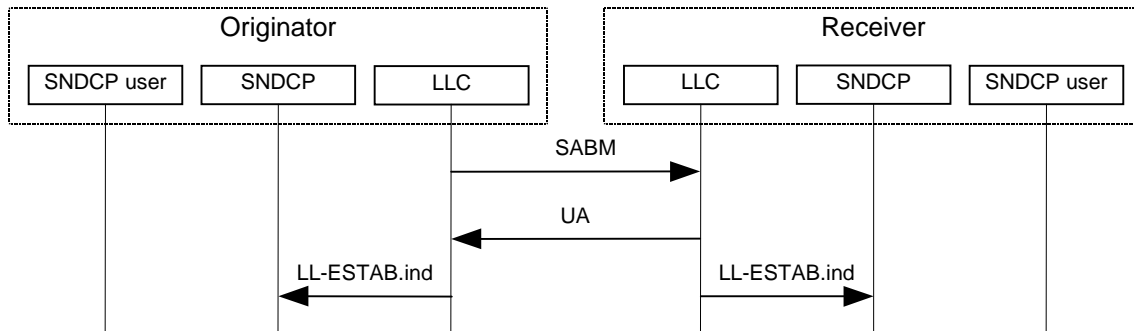 Originator
Receiver
SNDCP user
SNDCP
LLC
LLC
SNDCP
SNDCP user
SABM
UA
LL-ESTAB.ind
LL-ESTAB.ind